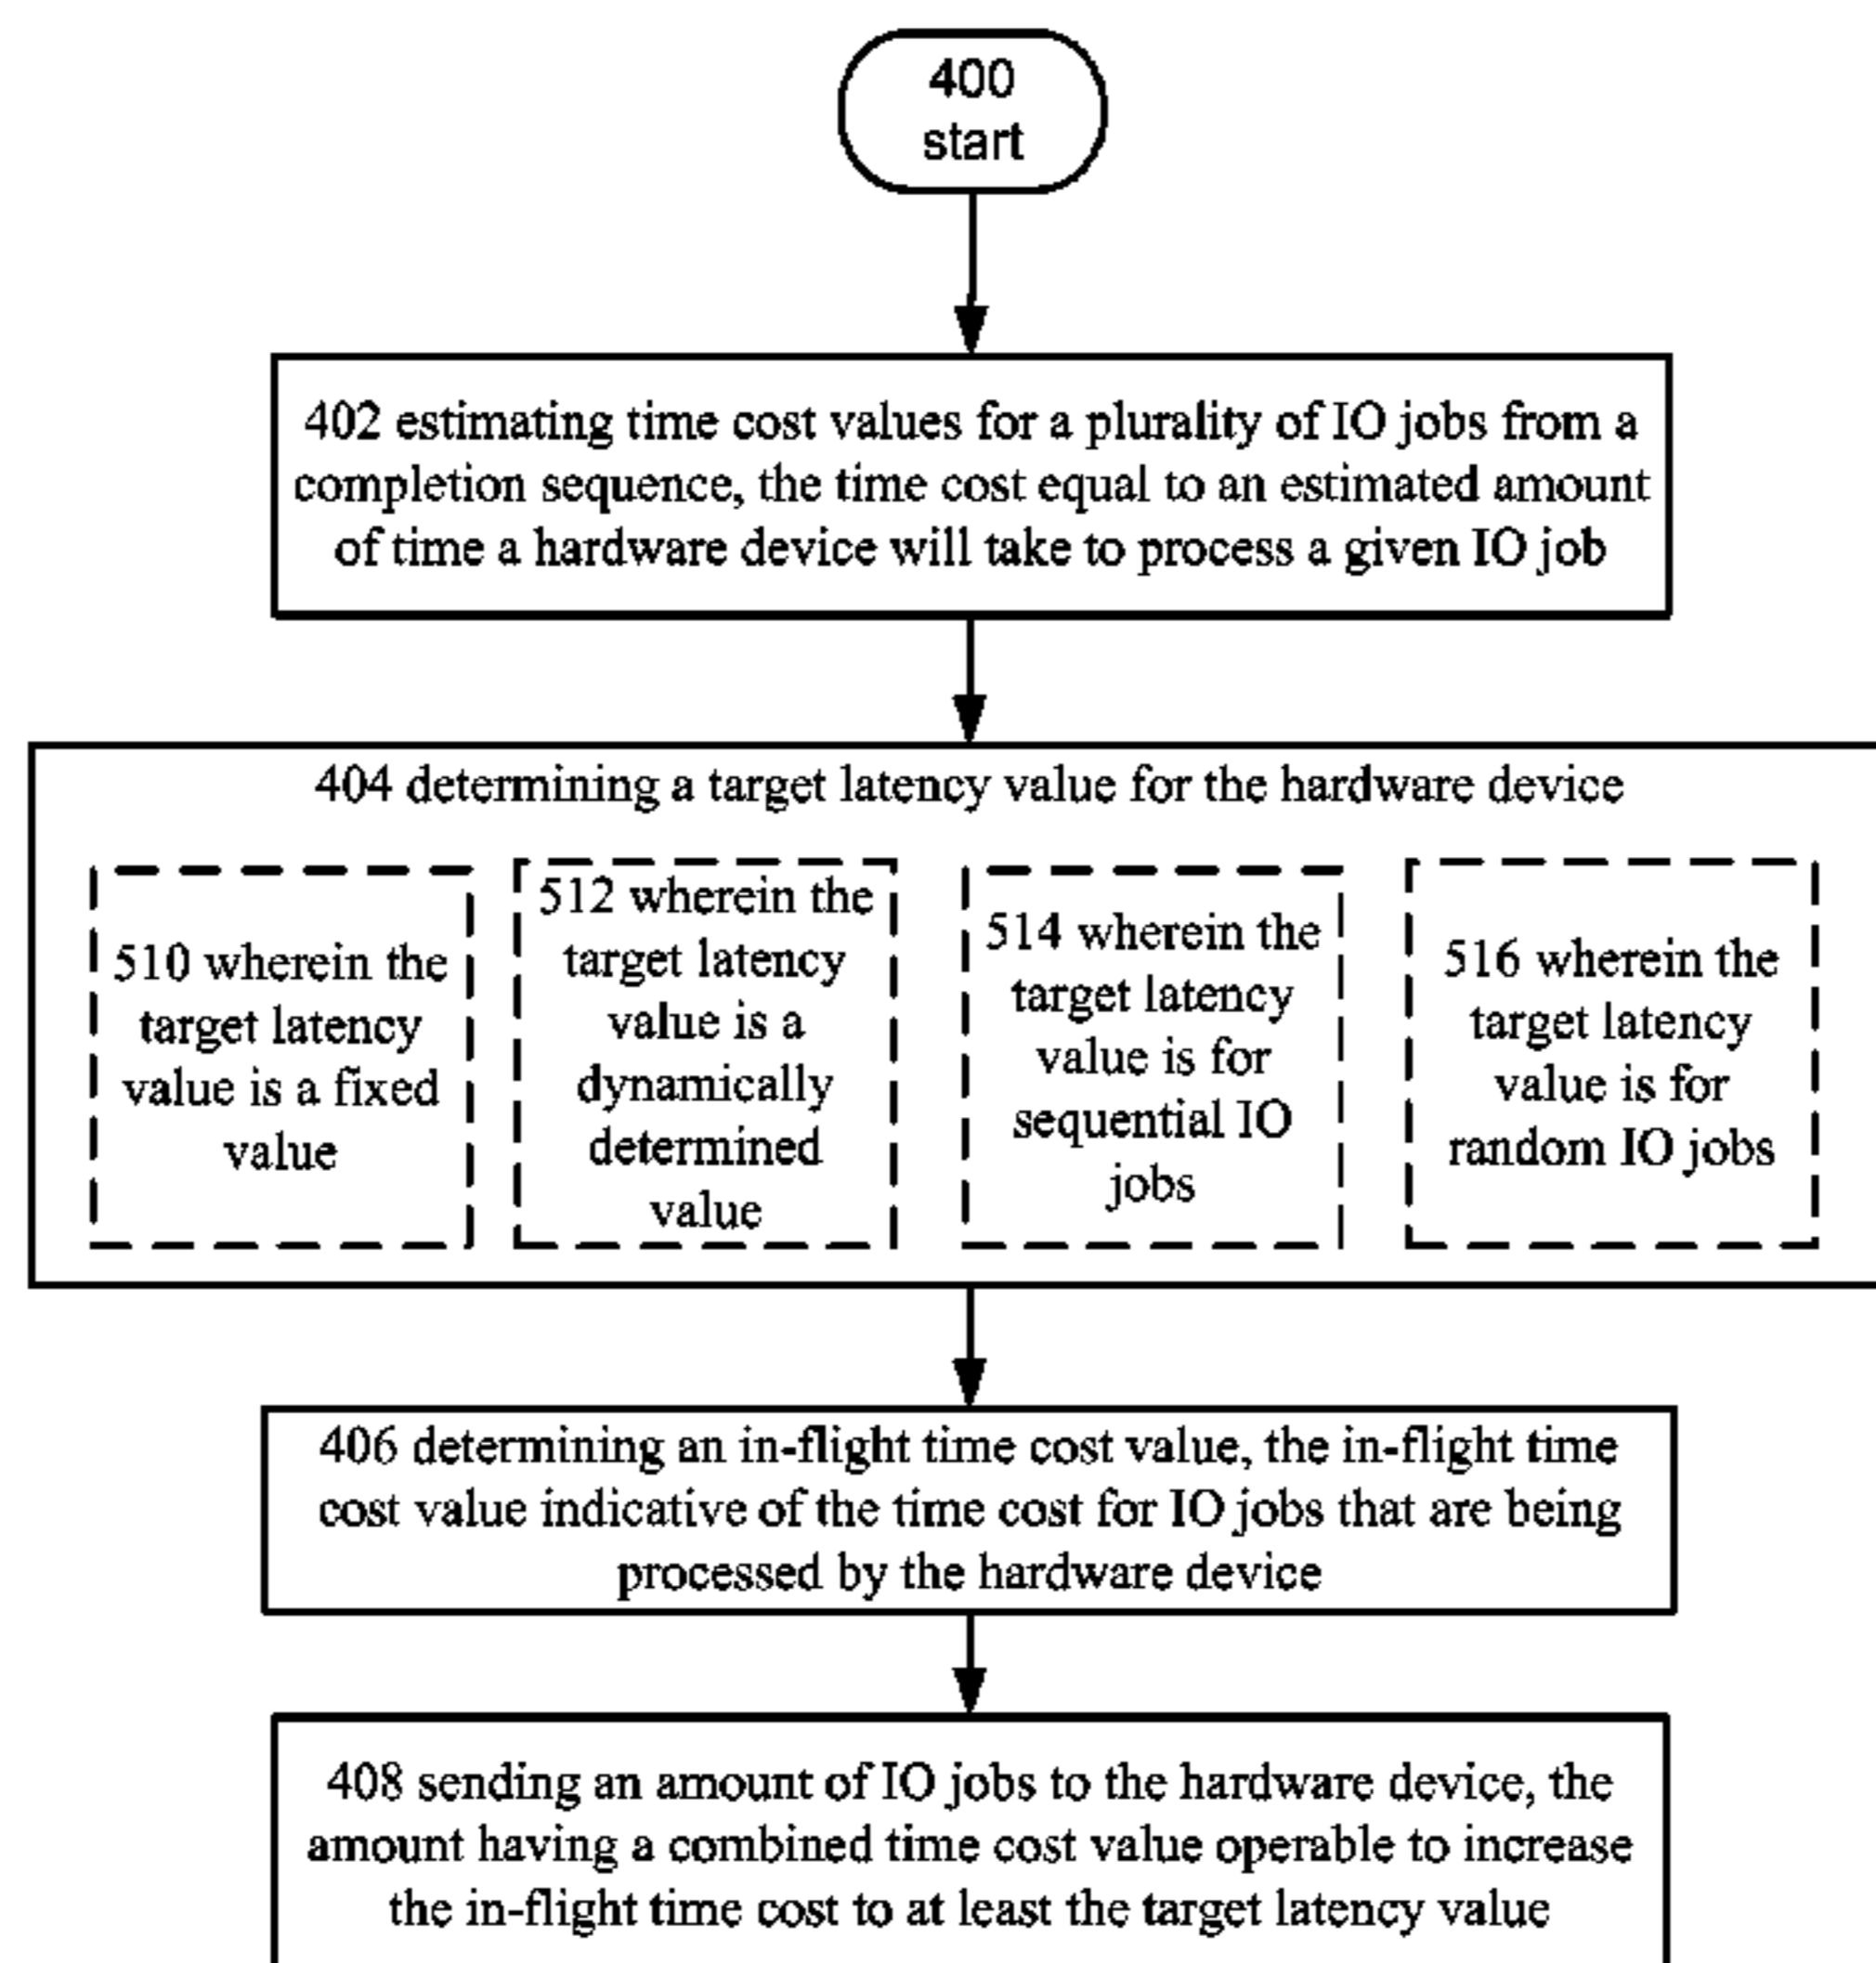 400
start
402 estimating time cost values for a plurality of IO jobs from a
completion sequence, the time cost equal to an estimated amount
of time a hardware device will take to process a given IO job
404 determining a target latency value for the hardware device
510 wherein the
target latency
value is a fixed
value
512 wherein the
target latency
value is a
dynamically
determined
value
514 wherein the
target latency
value is for
sequential IO
jobs
516 wherein the
target latency
value is for
random IO jobs
406 determining an in-flight time cost value, the in-flight time
cost value indicative of the time cost for IO jobs that are being
processed by the hardware device
408 sending an amount of IO jobs to the hardware device, the
amount having a combined time cost value operable to increase
the in-flight time cost to at least the target latency value